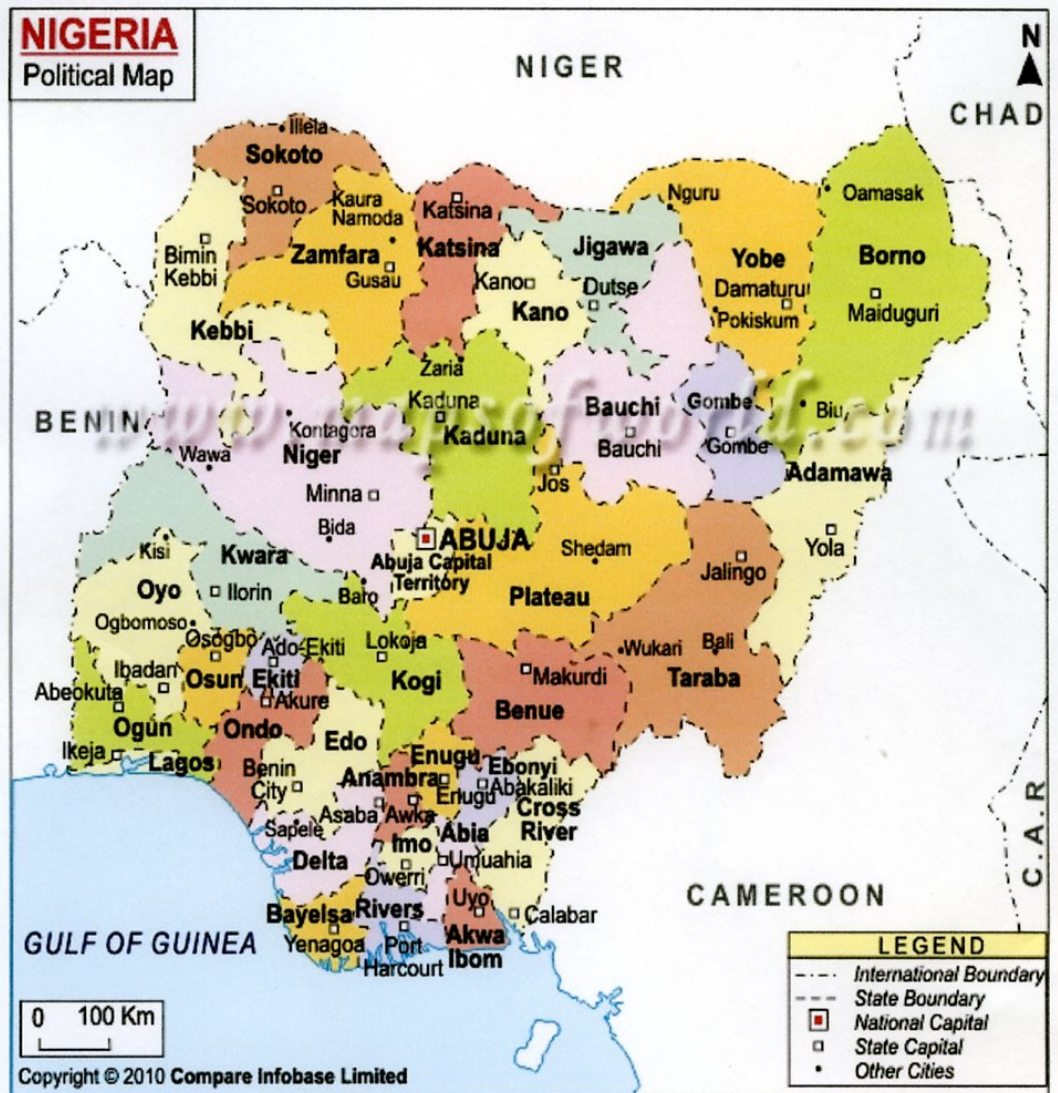 NIGERIA
Political Map
NIGER
N
CHAD
Illela
Sokoto
Sokoto
Kaura
Namoda
Zamfara
Gusau
Katsina
Katsina
Bimin
Kebbi
Kebbi
Kano
Kano
Jigawa
Dutse
Nguru
Yobe
Damaturu
Pokiskum
Oamasak
Borno
Maiduguri
BENIN
www.mapsofworld.com
Zaria
Kaduna
Kaduna
Bauchi
Bauchi
Gombe
Gombe
Biu
Adamawa
Yola
Kontagora
Niger
Wawa
Minna
Bida
Jos
ABUJA
Abuja Capital
Territory
Shedam
Plateau
Jalingo
Kisi
Kwara
Ilorin
Baro
Oyo
Ogbomoso
Osogbo
Ado-Ekiti
Lokoja
Ibadan
Osun
Ekiti
Kogi
Akure
Abeokuta
Ogun
Ondo
Ikeja
Lagos
Edo
Benin
City
Makurdi
Benue
Wukari
Bali
Taraba
Enugu
Enugu
Anambra
Awka
Ebonyi
Abakaliki
Cross
River
Asaba
Sapele
Delta
Imo
Owerri
Abia
Umuahia
Bayelsa
Yenagoa
Rivers
Port
Harcourt
Uyo
Akwa
Ibom
Calabar
CAMEROON
C.A.R
GULF OF GUINEA
LEGEND
International Boundary
State Boundary
National Capital
State Capital
Other Cities
0 100 Km
Copyright © 2010 Compare Infobase Limited